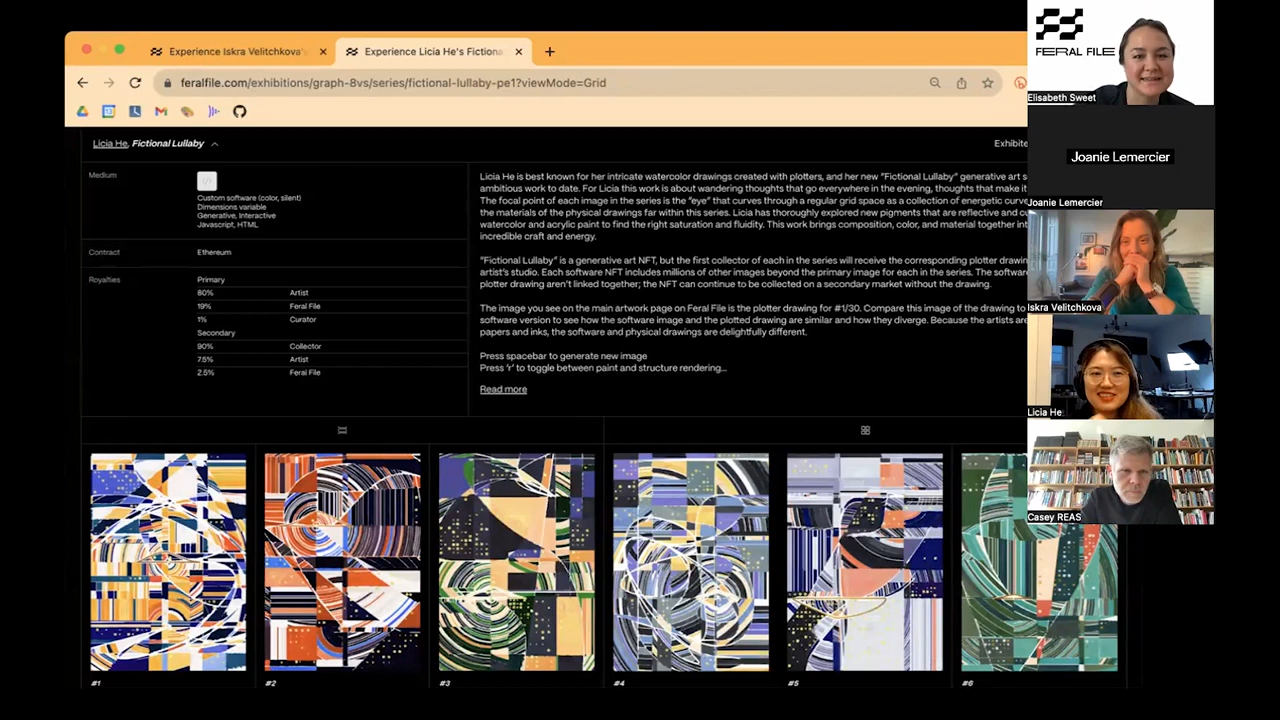 Experience Iskra Velitchkova's
Experience Licia He's Fictiona
feralfile.com/exhibitions/graph-8vs/series/fictional-lullaby-pe1?viewMode=Grid
Licia He, Fictional Lullaby
Exhibite
Medium
Custom software (color, silent)
Dimensions variable
Generative, Interactive
Javascript, HTML
Contract
Ethereum
Royalties
Primary
80% Artist
19% Feral File
1% Curator
Secondary
90% Collector
7.5% Artist
2.5% Feral File
Licia He is best known for her intricate watercolor drawings created with plotters, and her new "Fictional Lullaby" generative art s
ambitious work to date. For Licia this work is about wandering thoughts that go everywhere in the evening, thoughts that make it
The focal point of each image in the series is the "eye" that curves through a regular grid space as a collection of energetic curve
the materials of the physical drawings far within this series. Licia has thoroughly explored new pigments that are reflective and
watercolor and acrylic paint to find the right saturation and fluidity. This work brings composition, color, and material together int
incredible craft and energy.
"Fictional Lullaby" is a generative art NFT, but the first collector of each in the series will receive the corresponding plotter drawin
artist's studio. Each software NFT includes millions of other images beyond the primary image for each in the series. The softwar
plotter drawing aren't linked together; the NFT can continue to be collected on a secondary market without the drawing.
The image you see on the main artwork page on Feral File is the plotter drawing for #1/30. Compare this image of the drawing to
software version to see how the software image and the plotted drawing are similar and how they diverge. Because the artists are
papers and inks, the software and physical drawings are delightfully different.
Press spacebar to generate new image
Press 'r' to toggle between paint and structure rendering...
Read more
#1
#2
#3
#4
#5
#6
FERAL FILE
Elisabeth Sweet
Joanie Lemercier
Joanie Lemercier
Iskra Velitchkova
Licia He
Casey REAS